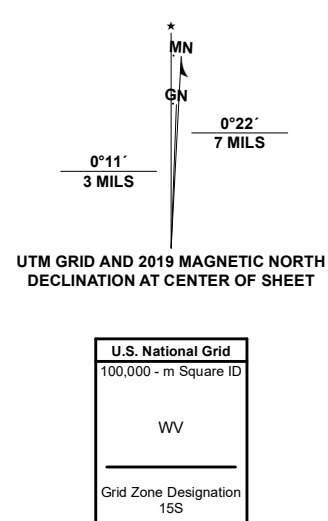 MN
GN
0°22´
7 MILS
0°11´
3 MILS
UTM GRID AND 2019 MAGNETIC NORTH
DECLINATION AT CENTER OF SHEET
U.S. National Grid
100,000 - m Square ID
WV
Grid Zone Designation
15S